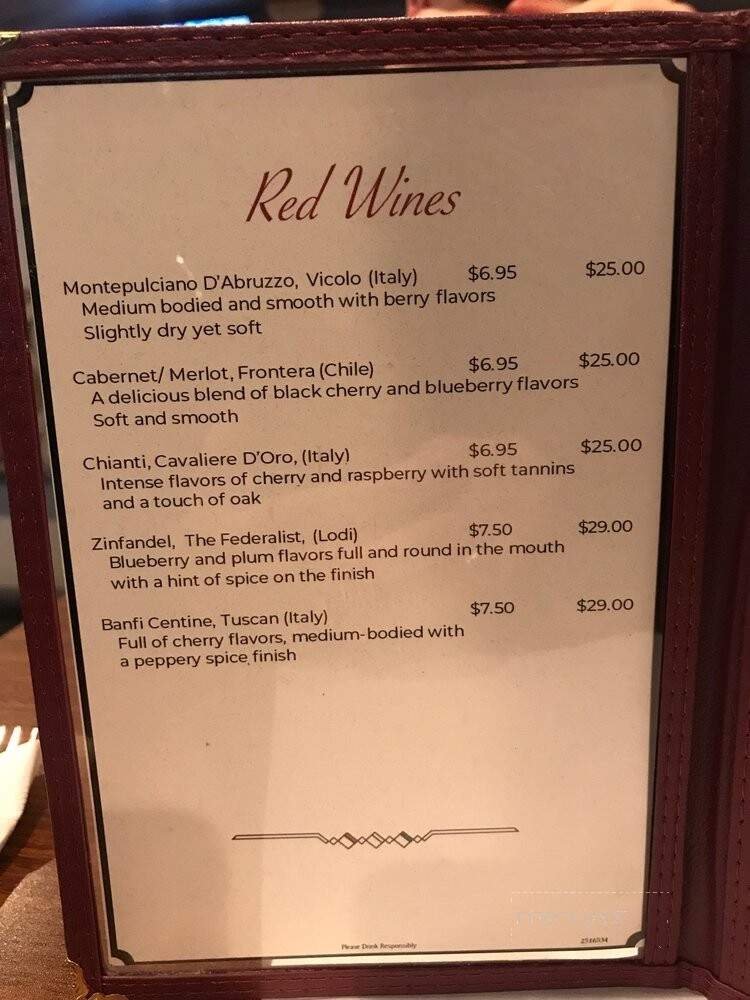 Red Wines
Montepulciano D'Abruzzo, Vicolo (Italy) $6.95 $25.00
Medium bodied and smooth with berry flavors
Slightly dry yet soft
Cabernet/ Merlot, Frontera (Chile) $6.95 $25.00
A delicious blend of black cherry and blueberry flavors
Soft and smooth
Chianti, Cavaliere D'Oro, (Italy) $6.95 $25.00
Intense flavors of cherry and raspberry with soft tannins
and a touch of oak
Zinfandel, The Federalist, (Lodi) $7.50 $29.00
Blueberry and plum flavors full and round in the mouth
with a hint of spice on the finish
Banfi Centine, Tuscan (Italy) $7.50 $29.00
Full of cherry flavors, medium-bodied with
a peppery spice finish
Please Drink Responsibly